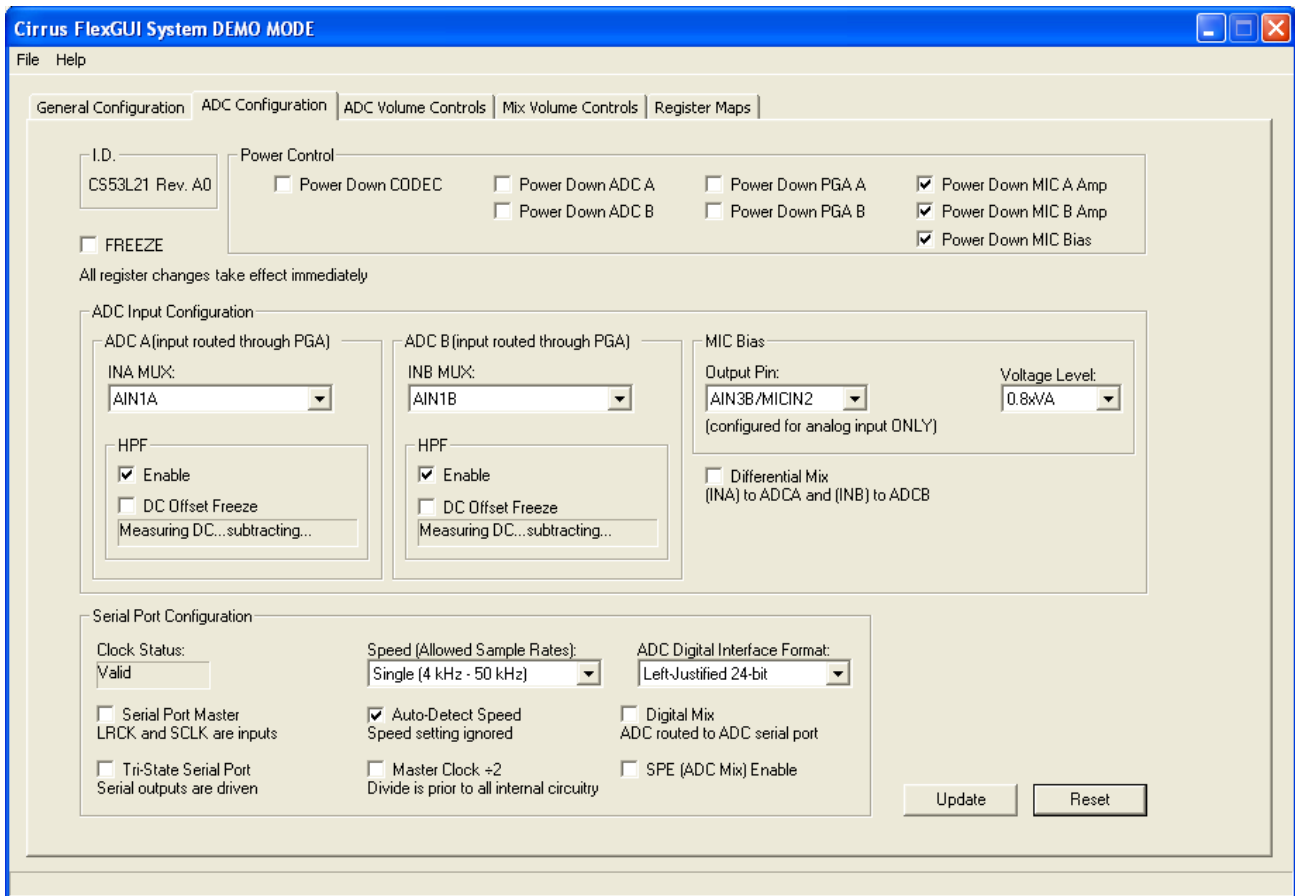 Cirrus FlexGUI System DEMO MODE
File Help
General Configuration ADC Configuration ADC Volume Controls Mix Volume Controls Register Maps
I.D.
CS53L21 Rev. A0
FREEZE
All register changes take effect immediately
Power Control
Power Down CODEC Power Down ADC A Power Down PGA A Power Down MIC A Amp
Power Down ADC B Power Down PGA B Power Down MIC B Amp
Power Down MIC Bias
ADC Input Configuration
ADC A(input routed through PGA)
INA MUX:
AIN1A
HPF
Enable
DC Offset Freeze
Measuring DC...subtracting...
ADC B(input routed through PGA)
INB MUX:
AIN1B
HPF
Enable
DC Offset Freeze
Measuring DC...subtracting...
MIC Bias
Output Pin: Voltage Level:
AIN3B/MICIN2 0.8xVA
(configured for analog input ONLY)
Differential Mix
(INA) to ADCA and (INB) to ADCB
Serial Port Configuration
Clock Status: Speed (Allowed Sample Rates): ADC Digital Interface Format:
Valid Single (4 kHz - 50 kHz) Left-Justified 24-bit
Serial Port Master Auto-Detect Speed Digital Mix
LRCK and SCLK are inputs Speed setting ignored ADC routed to ADC serial port
Tri-State Serial Port Master Clock ÷2 SPE (ADC Mix) Enable
Serial outputs are driven Divide is prior to all internal circuitry
Update Reset